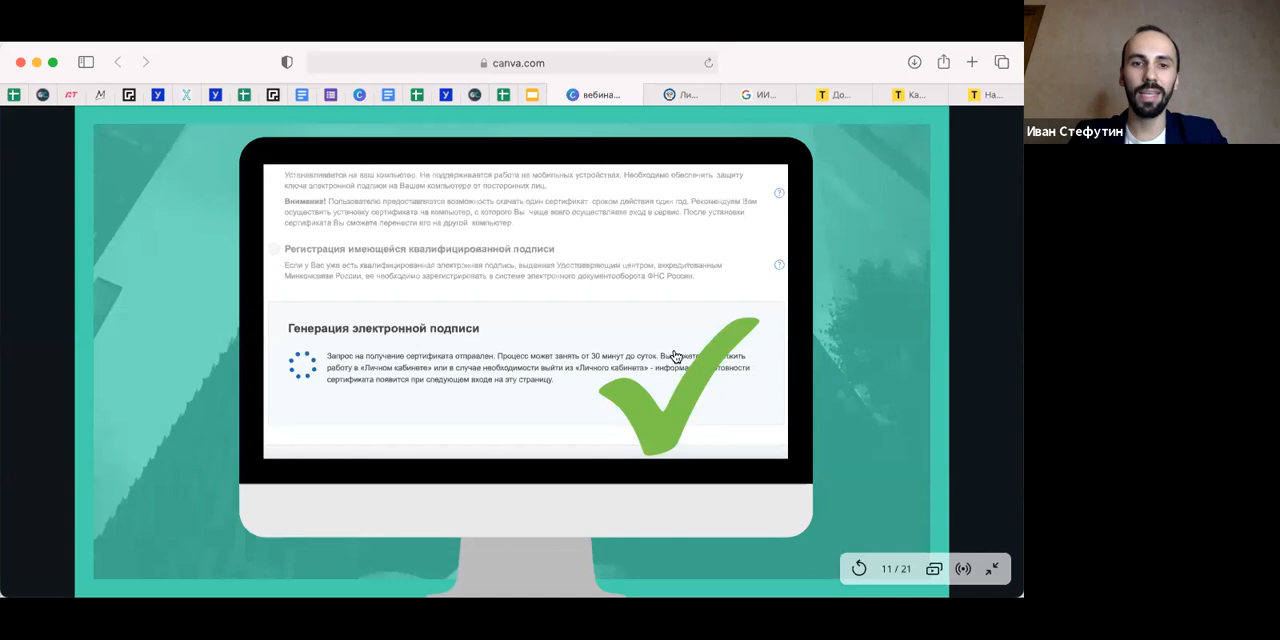 canva.com
вебина...
Ли...
ИИ...
До...
Ка...
На...
Иван Стефутин
Устанавливается на ваш компьютер. Не поддерживается работа на мобильных устройствах. Необходимо обеспечить защиту
ключа электронной подписи на Вашем компьютере от посторонних лиц.
Внимание! Пользователю предоставляется возможность скачать один сертификат сроком действия один год. Рекомендуем Вам
осуществить установку сертификата на компьютер, с которого Вы чаще всего осуществляете вход в сервис. После установки
сертификата Вы сможете перенести его на другой компьютер.
Регистрация имеющейся квалифицированной подписи
Если у Вас уже есть квалифицированная электронная подпись, выданная Удостоверяющим центром, аккредитованным
Минкомсвязи России, ее необходимо зарегистрировать в системе электронного документооборота ФНС России.
Генерация электронной подписи
Запрос на получение сертификата отправлен. Процесс может занять от 30 минут до суток.
работу в «Личном кабинете» или в случае необходимости выйти из «Личного кабинета» -
сертификата появится при следующем входе на эту страницу.
11 / 21